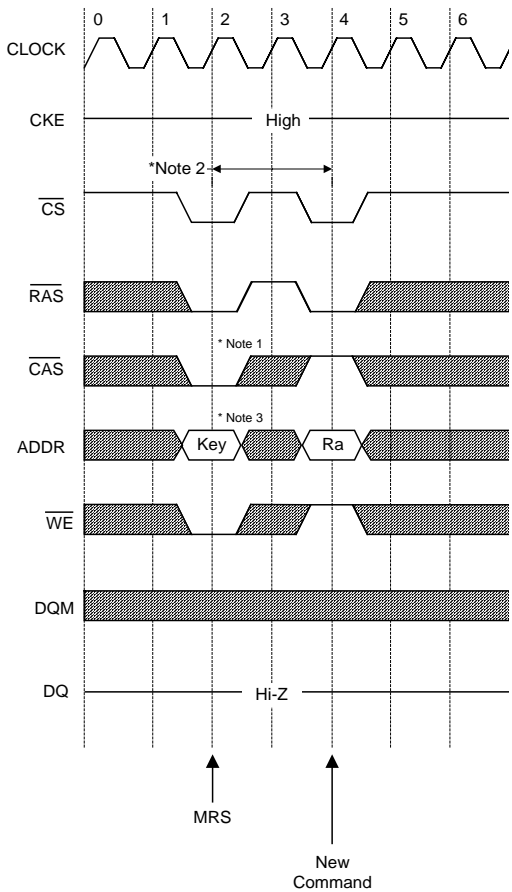 0 1 2 3 4 5 6
CLOCK
CKE High
*Note 2
CS
RAS
* Note 1
CAS
* Note 3
ADDR Key Ra
WE
DQM
DQ Hi-Z
MRS
New
Command